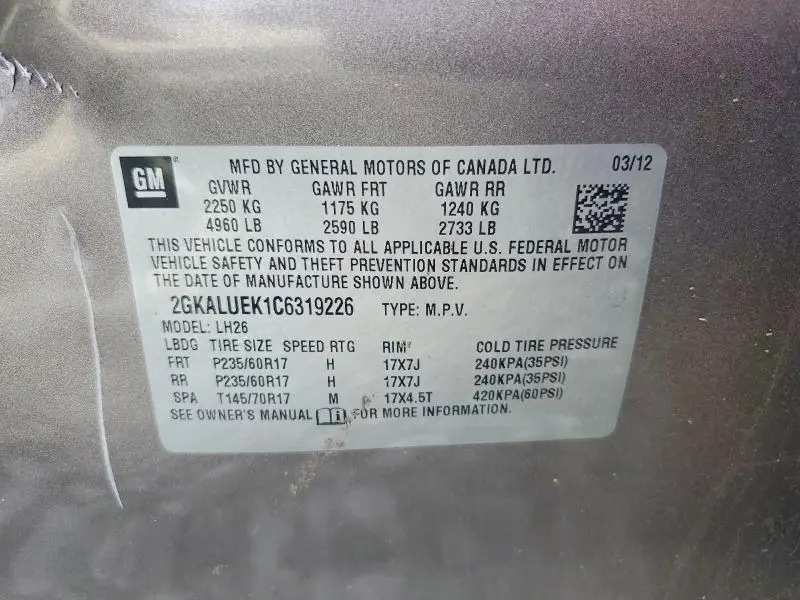 GM
MFD BY GENERAL MOTORS OF CANADA LTD. 03/12
GVWR GAWR FRT GAWR RR
2250 KG 1175 KG 1240 KG
4960 LB 2590 LB 2733 LB
THIS VEHICLE CONFORMS TO ALL APPLICABLE U.S. FEDERAL MOTOR
VEHICLE SAFETY AND THEFT PREVENTION STANDARDS IN EFFECT ON
THE DATE OF MANUFACTURE SHOWN ABOVE.
2GKALUEK1C6319226 TYPE: M.P.V.
MODEL: LH26
LBDG TIRE SIZE SPEED RTG RIM COLD TIRE PRESSURE
FRT P235/60R17 H 17X7J 240KPA(35PSI)
RR P235/60R17 H 17X7J 240KPA(35PSI)
SPA T145/70R17 M 17X4.5T 420KPA(60PSI)
SEE OWNER'S MANUAL FOR MORE INFORMATION.